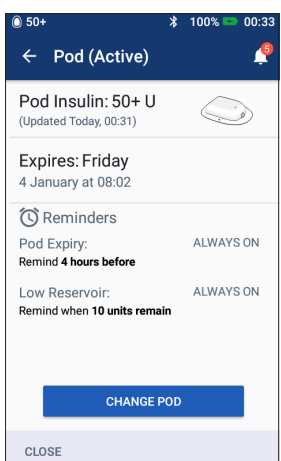 50+ 100% 00:33
Pod (Active) 5
Pod Insulin: 50+ U
(Updated Today, 00:31)
Expires: Friday
4 January at 08:02
Reminders
Pod Expiry: ALWAYS ON
Remind 4 hours before
Low Reservoir: ALWAYS ON
Remind when 10 units remain
CHANGE POD
CLOSE